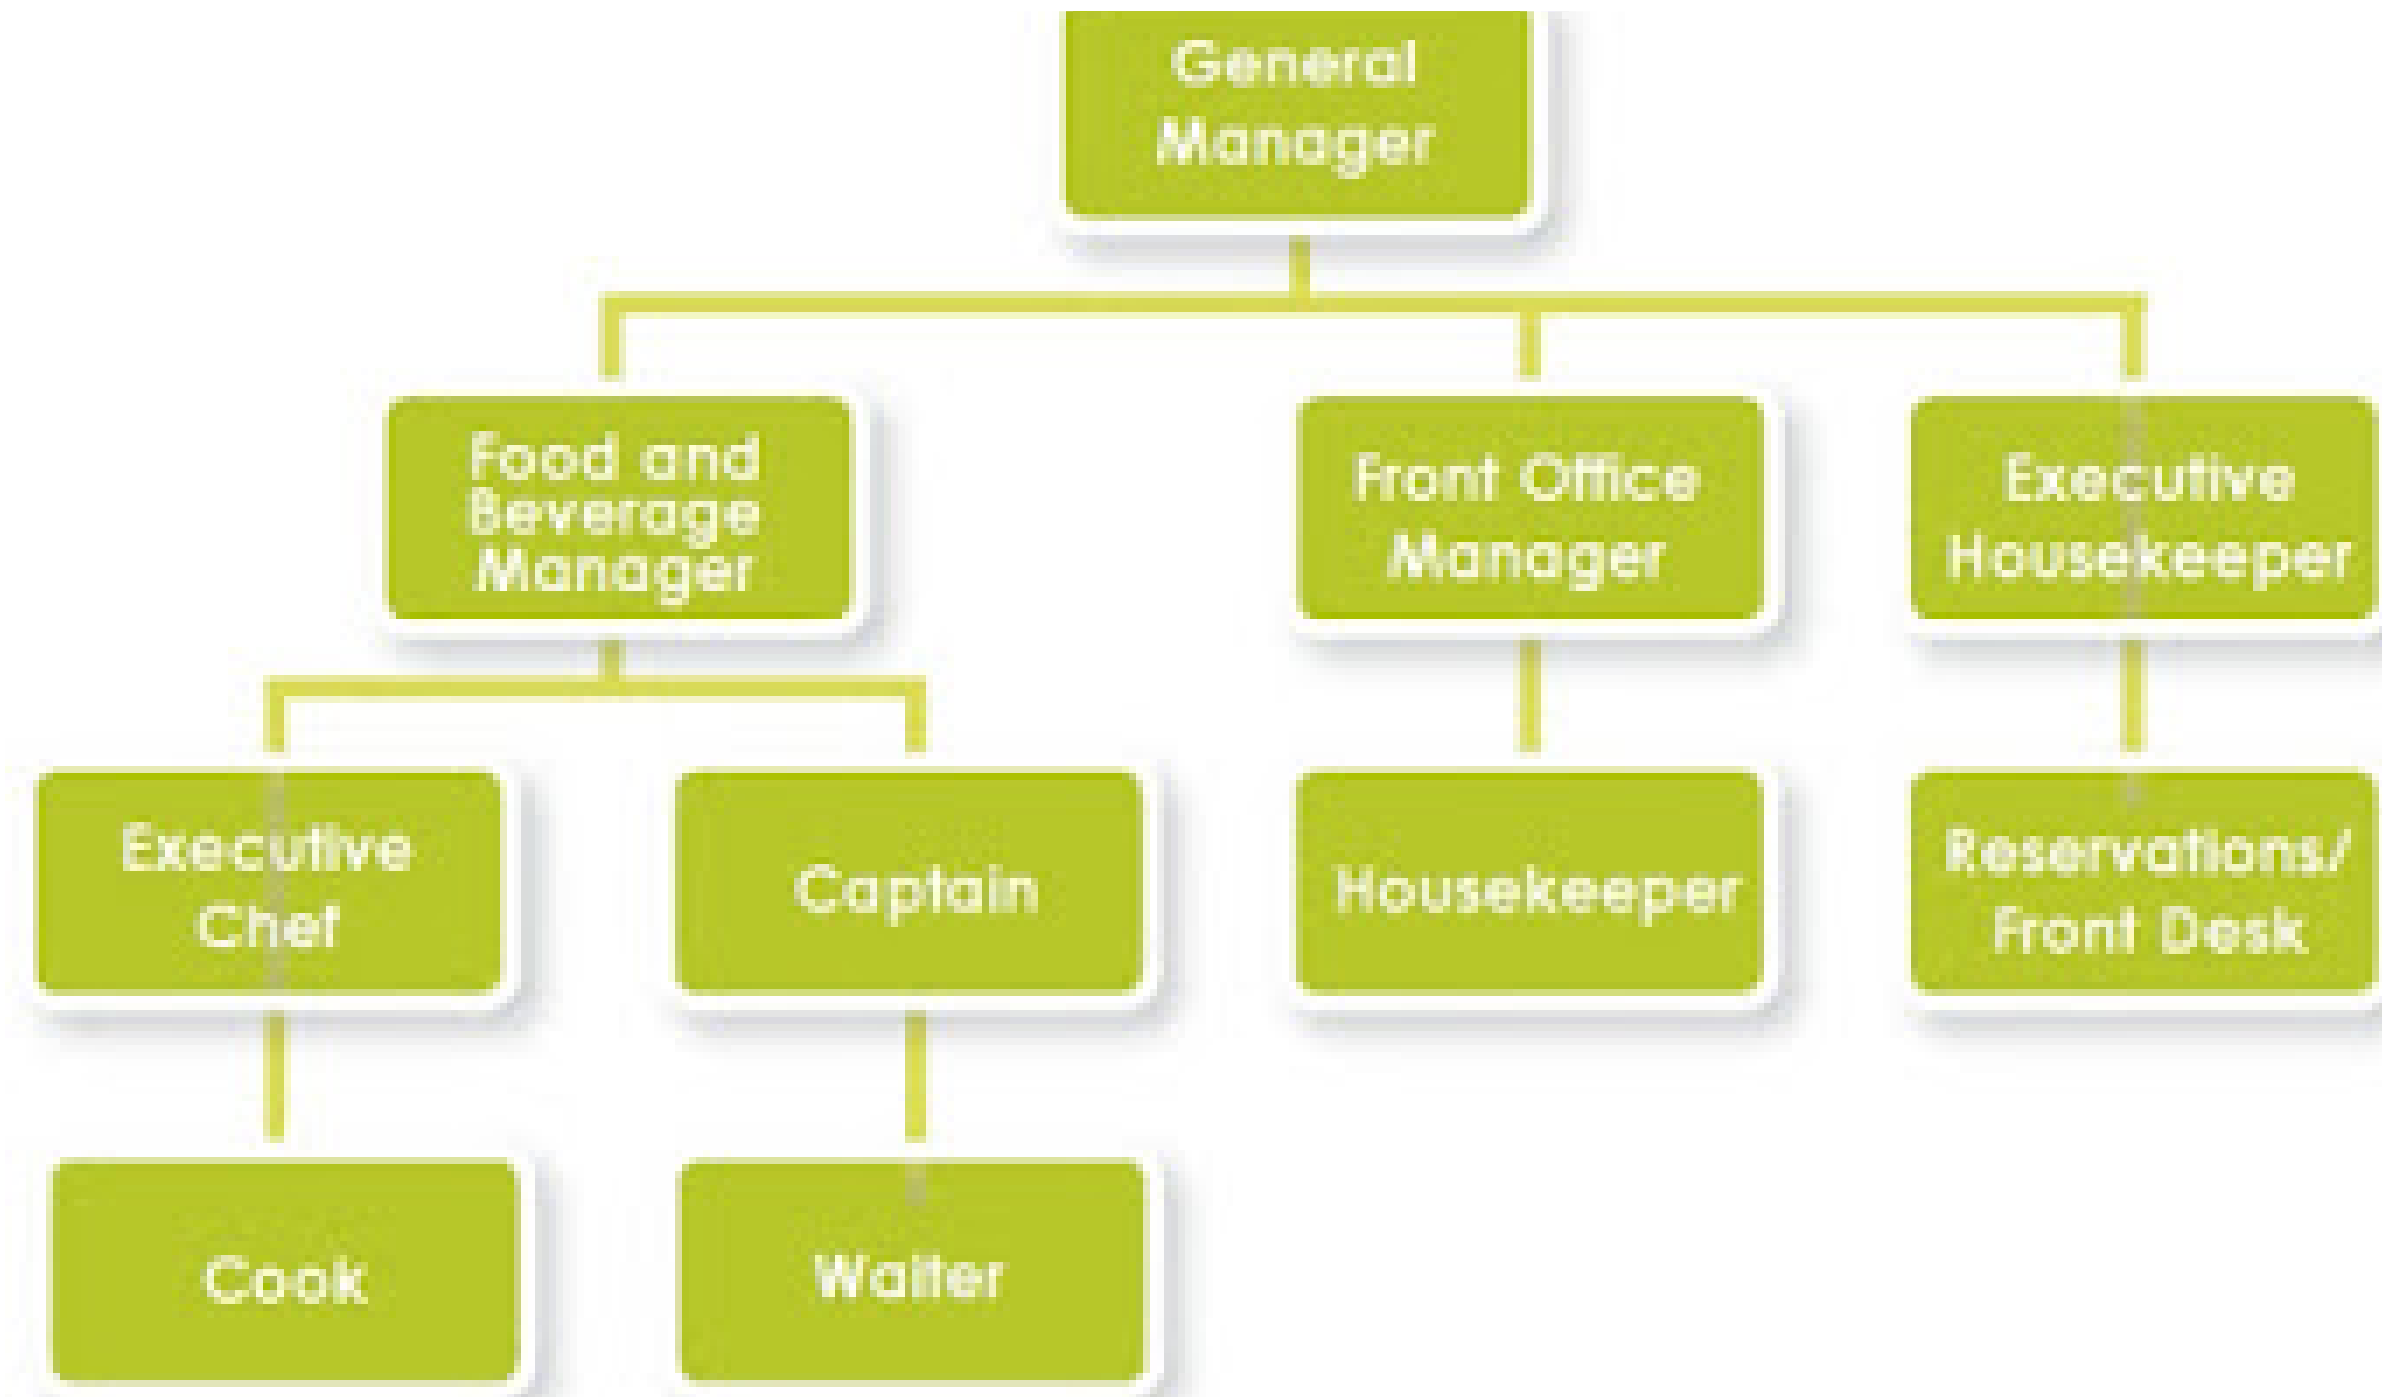 General
Manager
Food and
Beverage
Manager
Front Office
Manager
Executive
Housekeeper
Executive
Chef
Captain
Housekeeper
Reservations/
Front Desk
Cook
Waiter